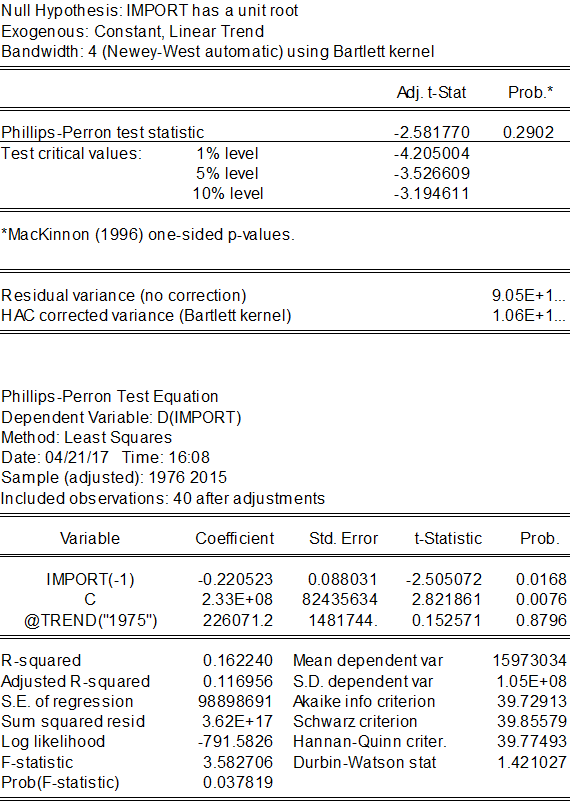 Null Hypothesis: IMPORT has a unit root
Exogenous: Constant, Linear Trend
Bandwidth: 4 (Newey-West automatic) using Bartlett kernel
Adj. t-Stat Prob.*
Phillips-Perron test statistic -2.581770 0.2902
Test critical values: 1% level -4.205004
5% level -3.526609
10% level -3.194611
*MacKinnon (1996) one-sided p-values.
Residual variance (no correction) 9.05E+1...
HAC corrected variance (Bartlett kernel) 1.06E+1...
Phillips-Perron Test Equation
Dependent Variable: D(IMPORT)
Method: Least Squares
Date: 04/21/17 Time: 16:08
Sample (adjusted): 1976 2015
Included observations: 40 after adjustments
Variable Coefficient Std. Error t-Statistic Prob.
IMPORT(-1) -0.220523 0.088031 -2.505072 0.0168
C 2.33E+08 82435634 2.821861 0.0076
@TREND("1975") 226071.2 1481744. 0.152571 0.8796
R-squared 0.162240 Mean dependent var 15973034
Adjusted R-squared 0.116956 S.D. dependent var 1.05E+08
S.E. of regression 98898691 Akaike info criterion 39.72913
Sum squared resid 3.62E+17 Schwarz criterion 39.85579
Log likelihood -791.5826 Hannan-Quinn criter. 39.77493
F-statistic 3.582706 Durbin-Watson stat 1.421027
Prob(F-statistic) 0.037819